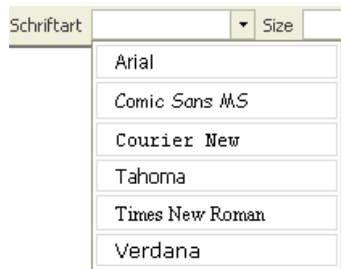 Schriftart Size
Arial
Comic Sans MS
Courier New
Tahoma
Times New Roman
Verdana